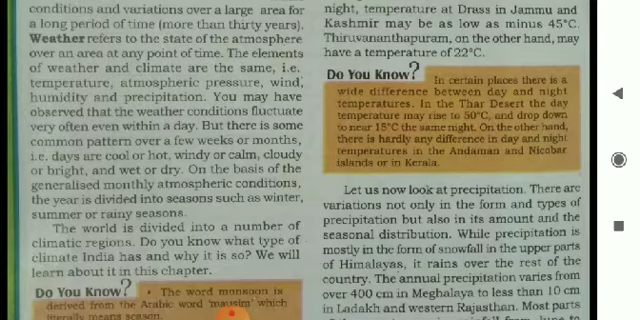 conditions and variations over a large area for
a long period of time (more than thirty years).
Weather refers to the state of the atmosphere
over an area at any point of time. The elements
of weather and climate are the same, i.e.
temperature, atmospheric pressure, wind,
humidity and precipitation. You may have
observed that the weather conditions fluctuate
very often even within a day. But there is some
common pattern over a few weeks or months,
i.e. days are cool or hot, windy or calm, cloudy
or bright, and wet or dry. On the basis of the
generalised monthly atmospheric conditions,
the year is divided into seasons such as winter,
summer or rainy seasons.
The world is divided into a number of
climatic regions. Do you know what type of
climate India has and why it is so? We will
learn about it in this chapter.
Do You Know?
• The word monsoon is
derived from the Arabic word 'mausim' which
literally means season.
night, temperature at Drass in Jammu and
Kashmir may be as low as minus 45°C.
Thiruvananthapuram, on the other hand, may
have a temperature of 22°C.
Do You Know?
In certain places there is a
wide difference between day and night
temperatures. In the Thar Desert the day
temperature may rise to 50°C, and drop down
to near 15°C the same night. On the other hand,
there is hardly any difference in day and night
temperatures in the Andaman and Nicobar
islands or in Kerala.
Let us now look at precipitation. There are
variations not only in the form and types of
precipitation but also in its amount and the
seasonal distribution. While precipitation is
mostly in the form of snowfall in the upper parts
of Himalayas, it rains over the rest of the
country. The annual precipitation varies from
over 400 cm in Meghalaya to less than 10 cm
in Ladakh and western Rajasthan. Most parts